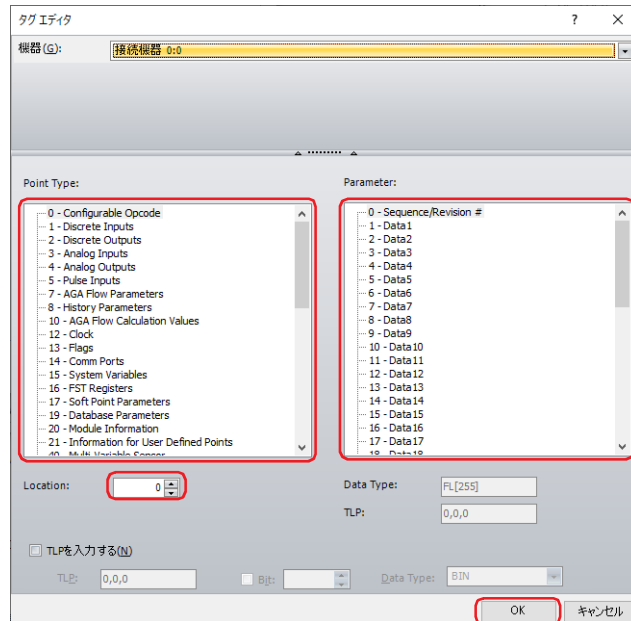 タグ エディタ
機器(G):
接続機器 0:0
Point Type:
0 - Configurable Opcode
1 - Discrete Inputs
2 - Discrete Outputs
3 - Analog Inputs
4 - Analog Outputs
5 - Pulse Inputs
7 - AGA Flow Parameters
8 - History Parameters
10 - AGA Flow Calculation Values
12 - Clock
13 - Flags
14 - Comm Ports
15 - System Variables
16 - FST Registers
17 - Soft Point Parameters
19 - Database Parameters
20 - Module Information
21 - Information for User Defined Points
40 - Multi Variable Sensor
Parameter:
0 - Sequence/Revision #
1 - Data1
2 - Data2
3 - Data3
4 - Data4
5 - Data5
6 - Data6
7 - Data7
8 - Data8
9 - Data9
10 - Data10
11 - Data11
12 - Data12
13 - Data13
14 - Data14
15 - Data15
16 - Data16
17 - Data17
18 - Data18
Location:
0
Data Type:
FL[255]
TLP:
0,0,0
TLPを入力する(N)
TLP:
0,0,0
Bit:
Data Type:
BIN
OK
キャンセル